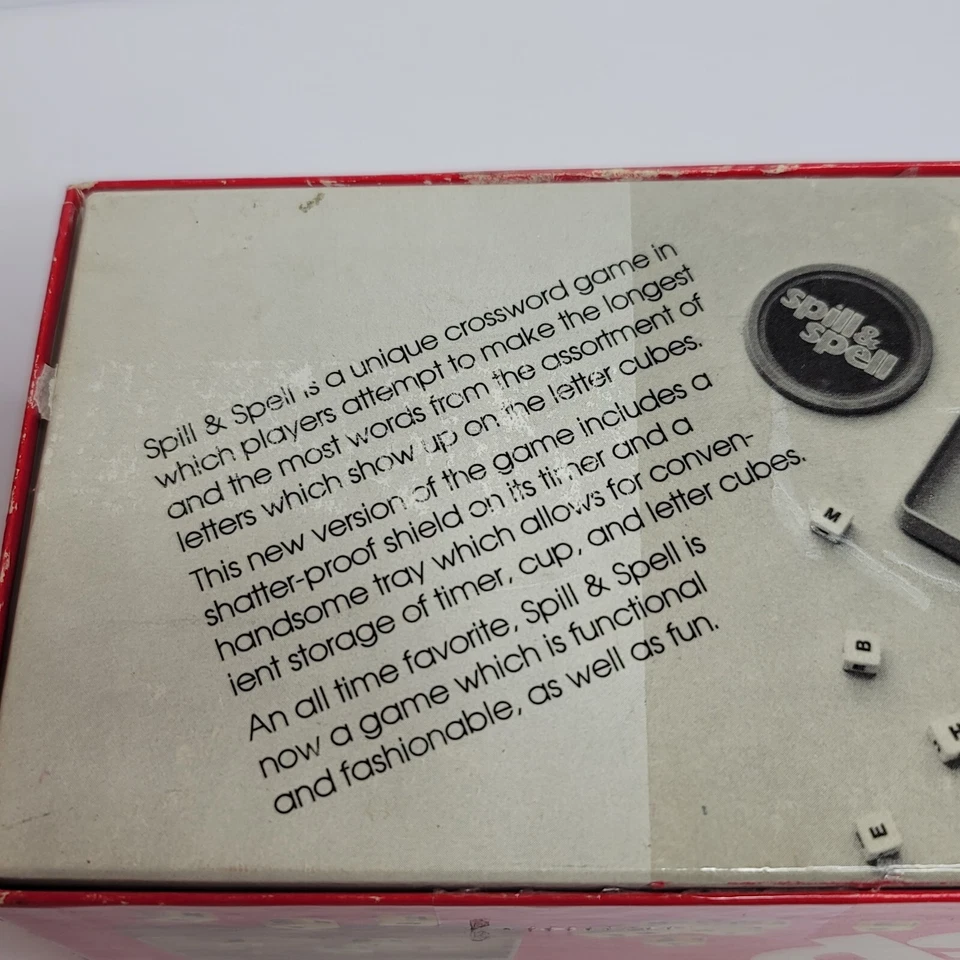 Spill & Spell is a unique crossword game in
which players attempt to make the longest
and the most words from the assortment of
letters which show up on the letter cubes.
This new version of the game includes a
shatter-proof shield on its timer and a
handsome tray which allows for conven-
ient storage of timer, cup, and letter cubes.
An all time favorite, Spill & Spell is
now a game which is functional
and fashionable, as well as fun.
spill &
spell
M
B
H
E